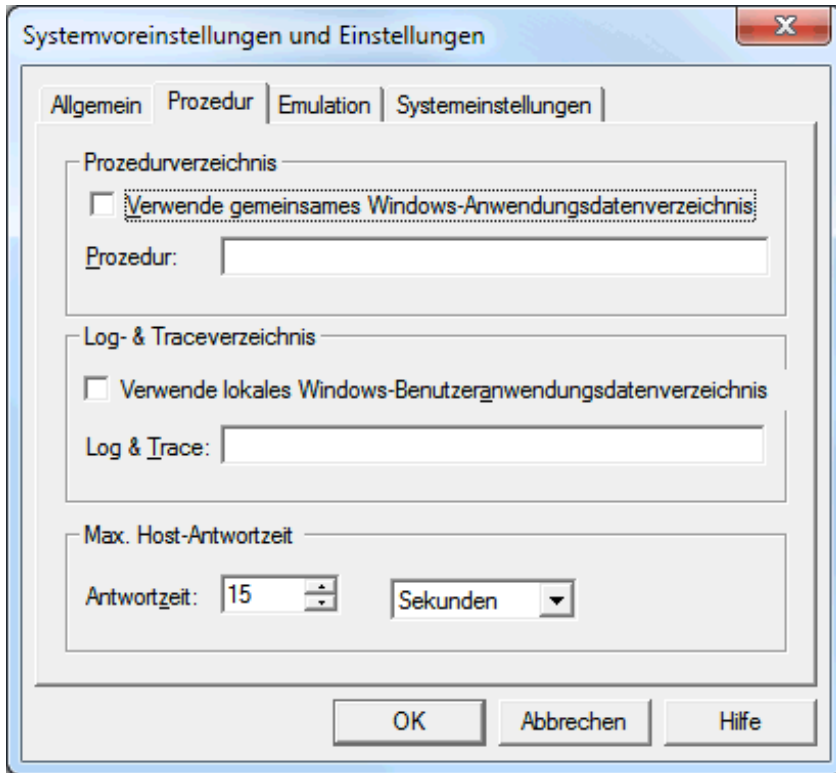 Systemvoreinstellungen und Einstellungen
Allgemein Prozedur Emulation Systemeinstellungen
Prozedurverzeichnis
Verwende gemeinsames Windows-Anwendungsdatenverzeichnis
Prozedur:
Log- & Traceverzeichnis
Verwende lokales Windows-Benutzeranwendungsdatenverzeichnis
Log & Trace:
Max. Host-Antwortzeit
Antwortzeit: 15 Sekunden
OK Abbrechen Hilfe